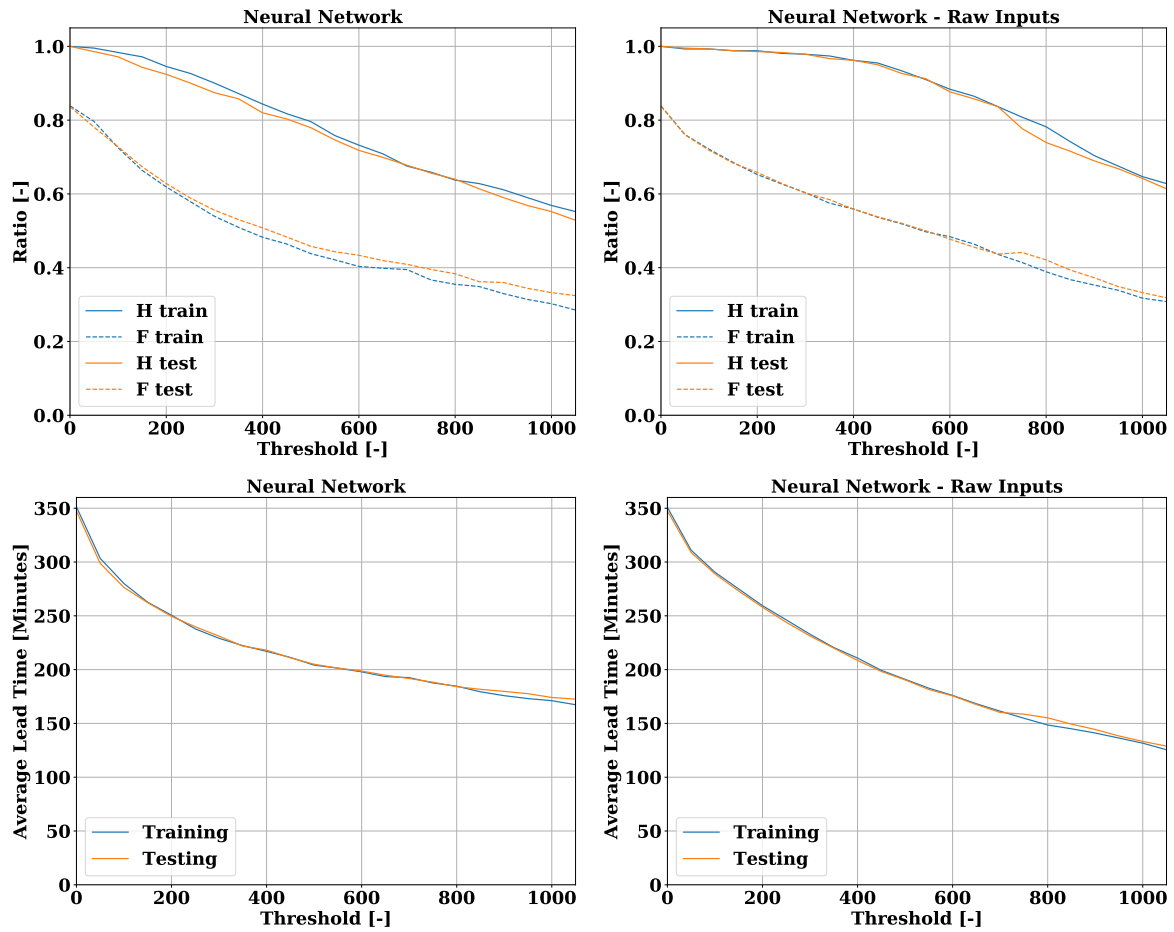 Neural Network
Neural Network - Raw Inputs
Ratio [-]
1.0
0.8
0.6
0.4
0.2
0.0
H train
F train
H test
F test
0 200 400 600 800 1000
Threshold [-]
Ratio [-]
1.0
0.8
0.6
0.4
0.2
0.0
H train
F train
H test
F test
0 200 400 600 800 1000
Threshold [-]
Neural Network
Neural Network - Raw Inputs
Average Lead Time [Minutes]
350
300
250
200
150
100
50
0
Training
Testing
0 200 400 600 800 1000
Threshold [-]
Average Lead Time [Minutes]
350
300
250
200
150
100
50
0
Training
Testing
0 200 400 600 800 1000
Threshold [-]